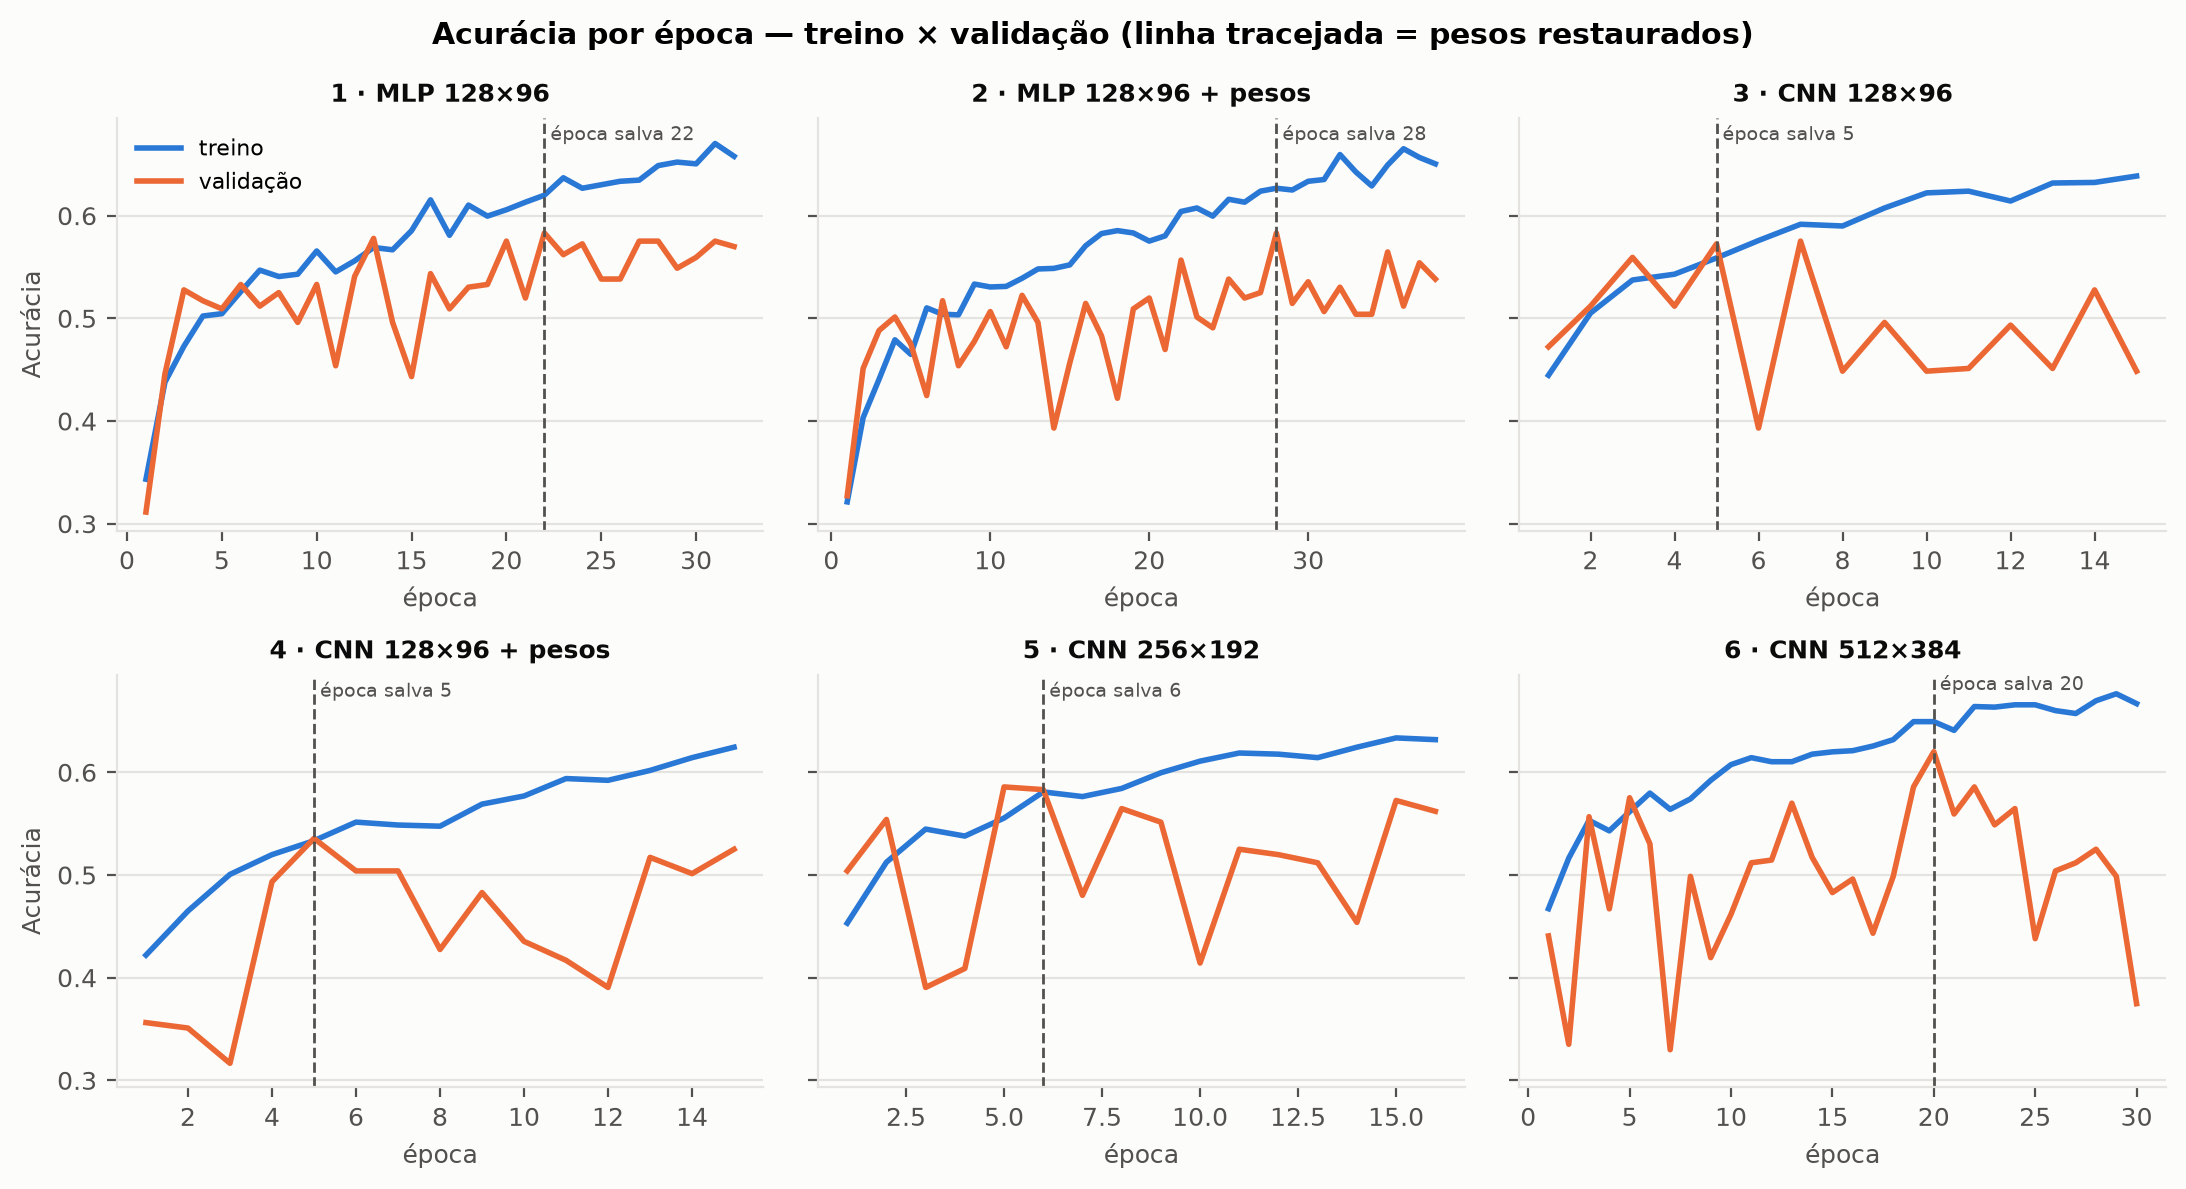 Acurácia por época — treino × validação (linha tracejada = pesos restaurados)
1 · MLP 128×96
época salva 22
treino
validação
Acurácia
0.6
0.5
0.4
0.3
0 5 10 15 20 25 30
época
2 · MLP 128×96 + pesos
época salva 28
0 10 20 30
época
3 · CNN 128×96
época salva 5
2 4 6 8 10 12 14
época
4 · CNN 128×96 + pesos
época salva 5
Acurácia
0.6
0.5
0.4
0.3
2 4 6 8 10 12 14
época
5 · CNN 256×192
época salva 6
2.5 5.0 7.5 10.0 12.5 15.0
época
6 · CNN 512×384
época salva 20
0 5 10 15 20 25 30
época